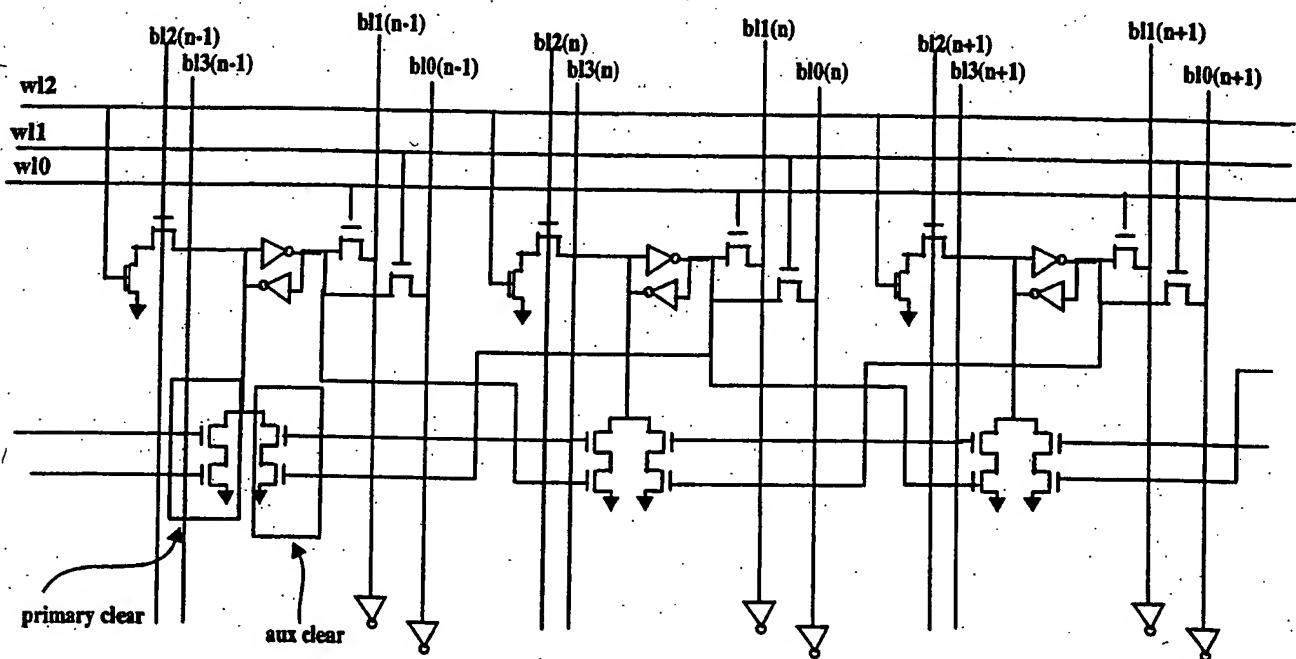 bl2(n-1)
bl3(n-1)
bl1(n-1)
bl0(n-1)
bl2(n)
bl3(n)
bl1(n)
bl0(n)
bl2(n+1)
bl3(n+1)
bl1(n+1)
bl0(n+1)
wl2
wl1
wl0
primary clear
aux clear